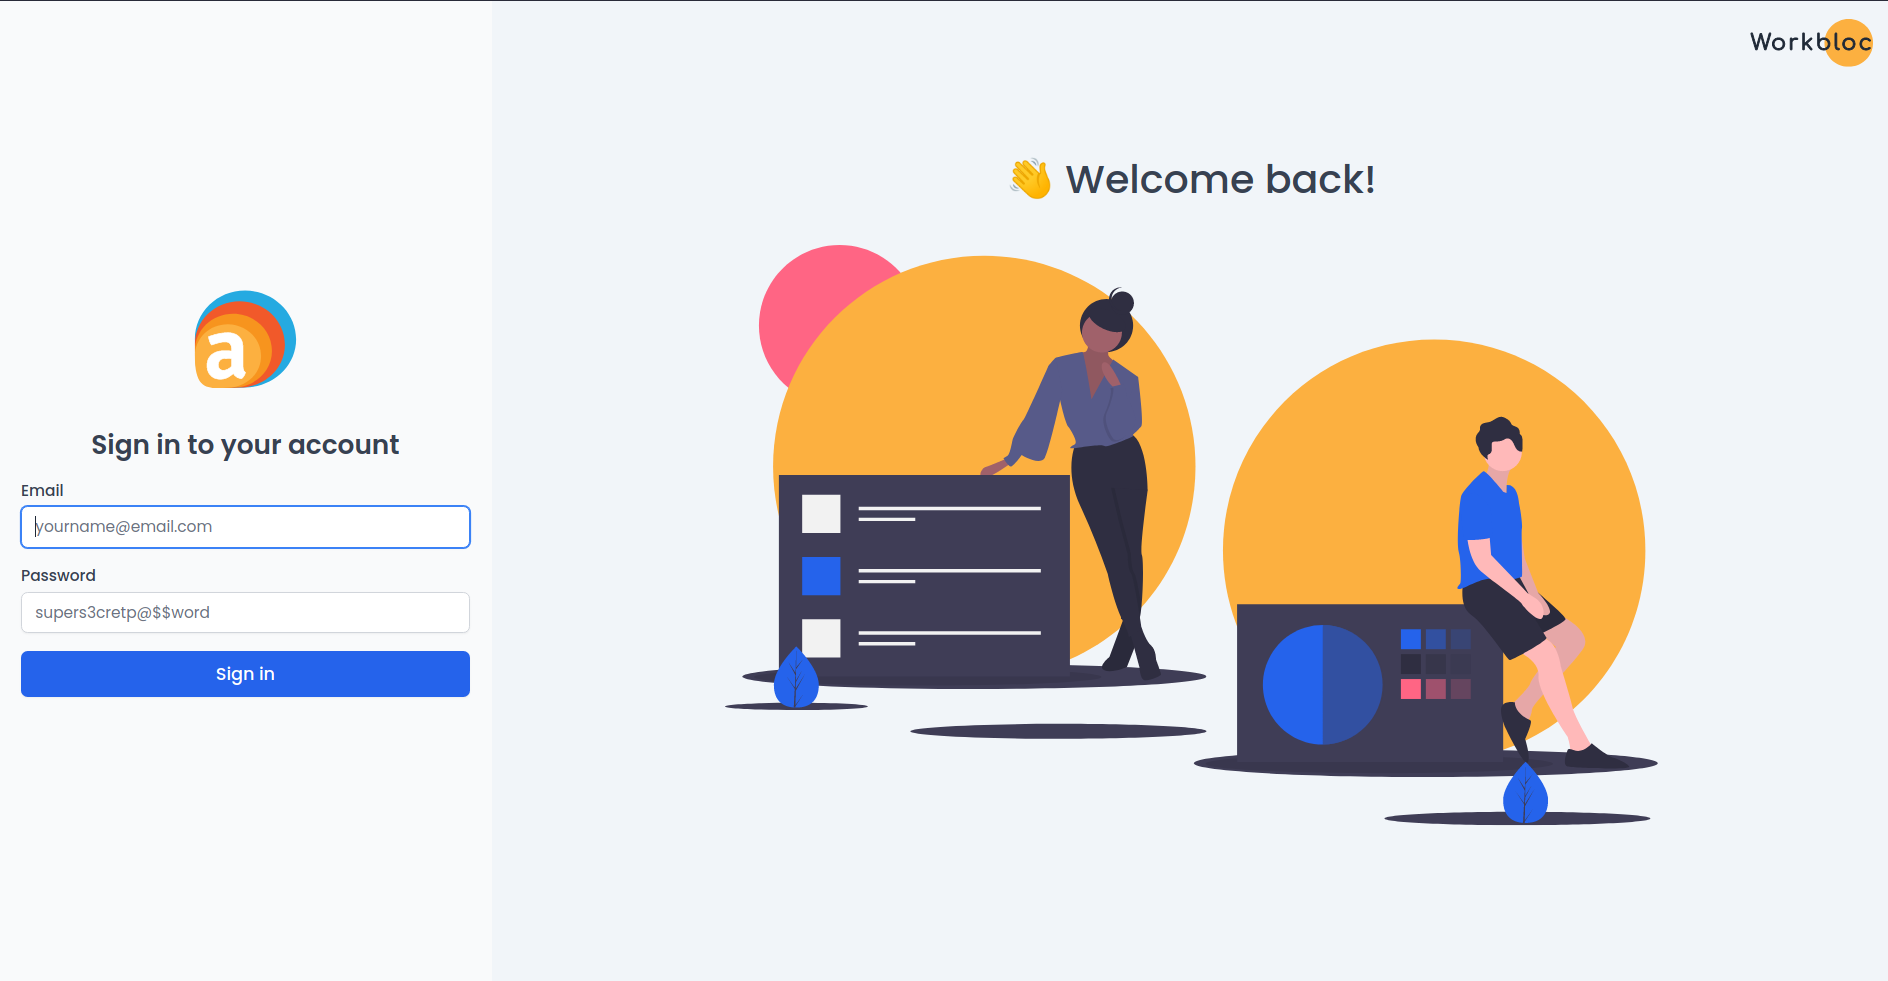 a
Sign in to your account
Email
yourname@email.com
Password
supers3cretp@$$word
Sign in
Workbloc
👋 Welcome back!